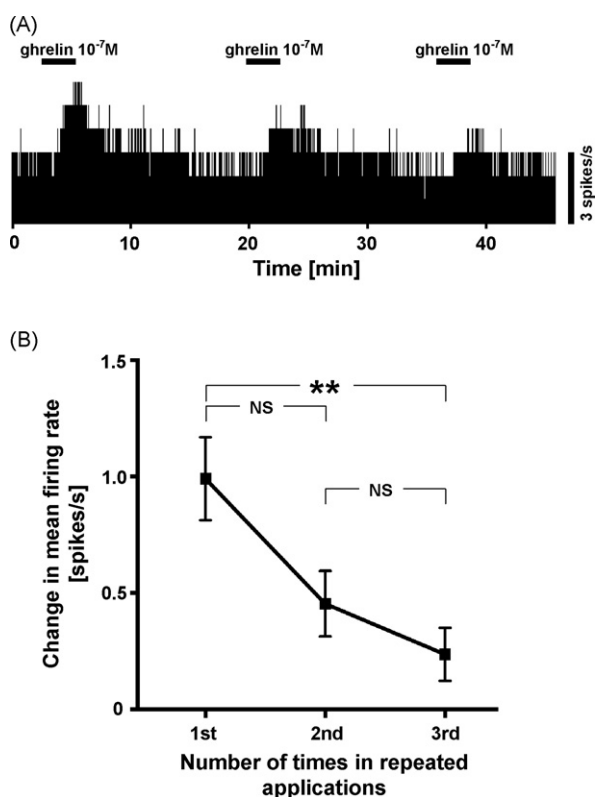 (A)
ghrelin 10⁻⁷M ghrelin 10⁻⁷M ghrelin 10⁻⁷M
3 spikes/s
0 10 20 30 40
Time [min]
(B)
Change in mean firing rate
[spikes/s]
1.5
1.0
0.5
0
**
NS
NS
1st 2nd 3rd
Number of times in repeated
applications